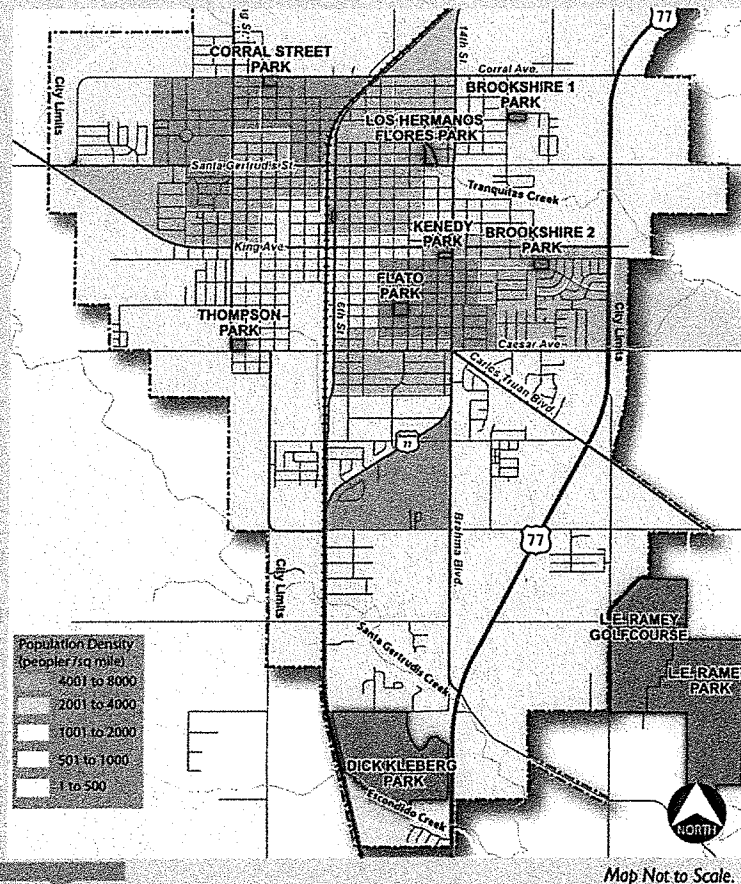 77
14th St.
CORRAL STREET
PARK
Corral Ave.
City Limits
BROOKSHIRE 1
PARK
LOS HERMANOS
FLORES PARK
Santa Gertrudis St.
Tranquitas Creek
KENEDY
PARK
BROOKSHIRE 2
PARK
King Ave.
FLATO
PARK
THOMPSON
PARK
6th St.
City Limits
Caesar Ave.
Carlos Truan Blvd.
77
Brahma Blvd.
77
City Limits
L.E. RAMEY
GOLFCOURSE
Santa Gertrudis Creek
L.E. RAMEY
PARK
Population Density
(peopler/sq mile)
4001 to 8000
2001 to 4000
1001 to 2000
501 to 1000
1 to 500
DICK KLEBERG
PARK
Escondido Creek
NORTH
Map Not to Scale.